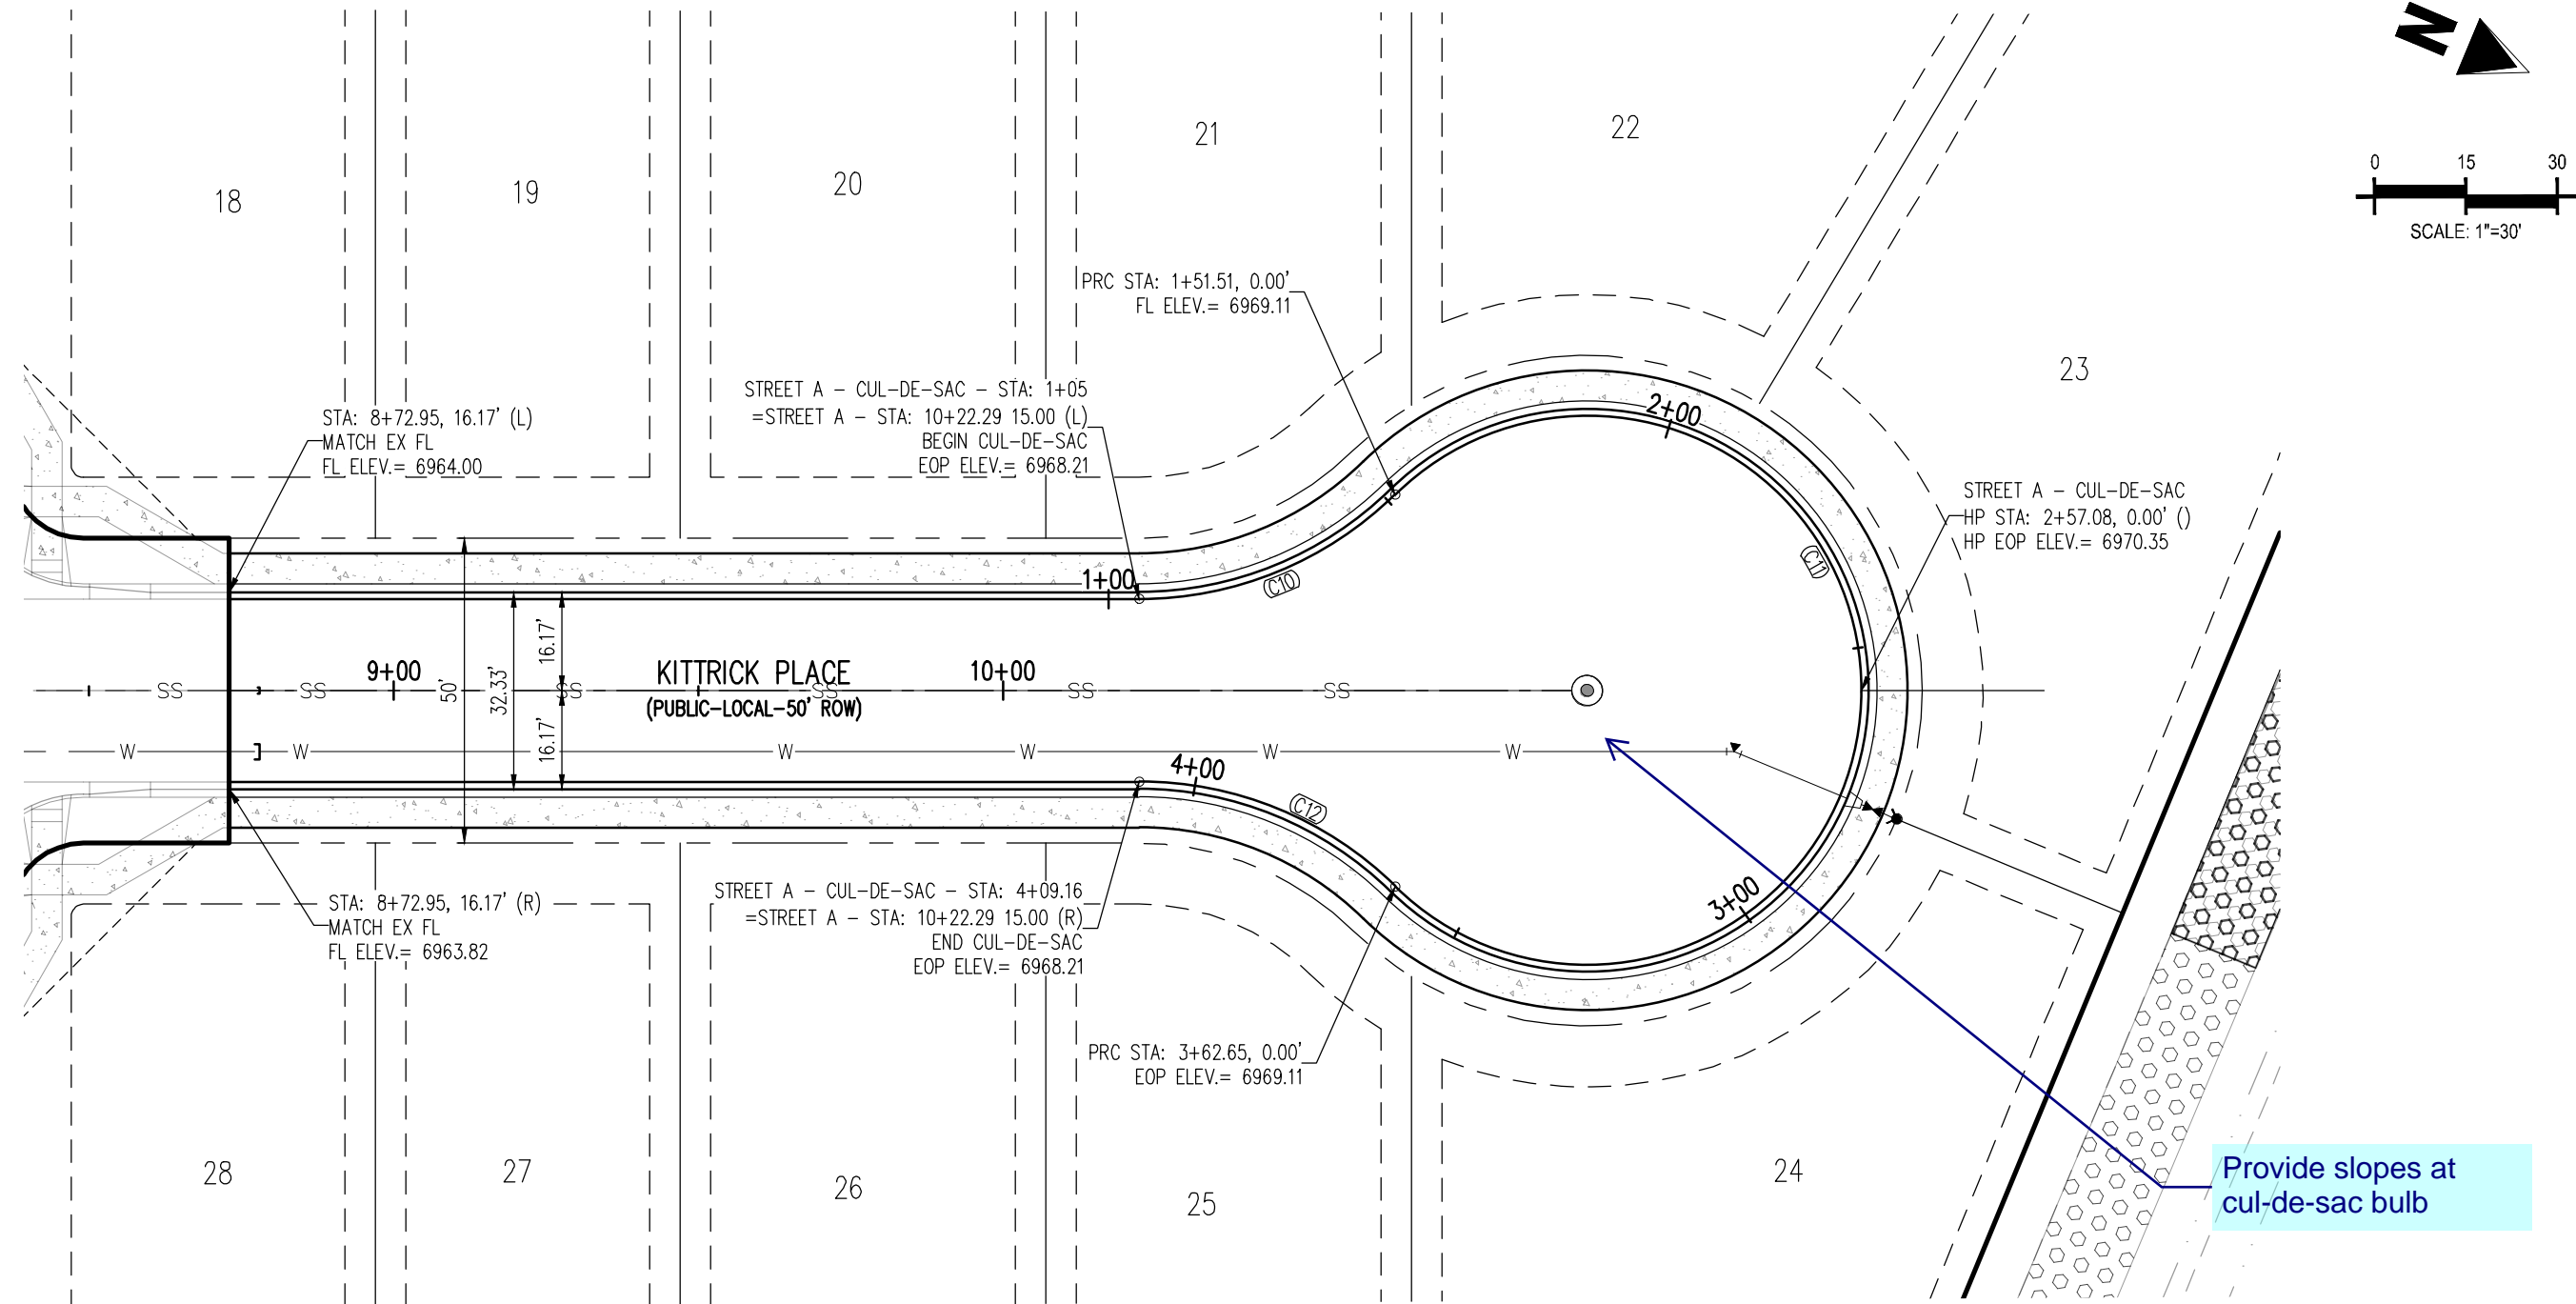 N
0 15 30
SCALE: 1"=30'
18
19
20
21
22
23
PRC STA: 1+51.51, 0.00'
FL ELEV.= 6969.11
STREET A - CUL-DE-SAC - STA: 1+05
=STREET A - STA: 10+22.29 15.00 (L)
BEGIN CUL-DE-SAC
EOP ELEV.= 6968.21
STA: 8+72.95, 16.17' (L)
MATCH EX FL
FL ELEV.= 6964.00
2+00
STREET A - CUL-DE-SAC
HP STA: 2+57.08, 0.00' ()
HP EOP ELEV.= 6970.35
C11
1+00
C10
16.17'
9+00
KITTRICK PLACE
10+00
50'
32.33'
SS SS SS SS SS SS
(PUBLIC-LOCAL-50' ROW)
16.17'
W W W W W W
4+00
C12
3+00
STREET A - CUL-DE-SAC - STA: 4+09.16
=STREET A - STA: 10+22.29 15.00 (R)
END CUL-DE-SAC
EOP ELEV.= 6968.21
STA: 8+72.95, 16.17' (R)
MATCH EX FL
FL ELEV.= 6963.82
PRC STA: 3+62.65, 0.00'
EOP ELEV.= 6969.11
28
27
26
25
24
Provide slopes at
cul-de-sac bulb